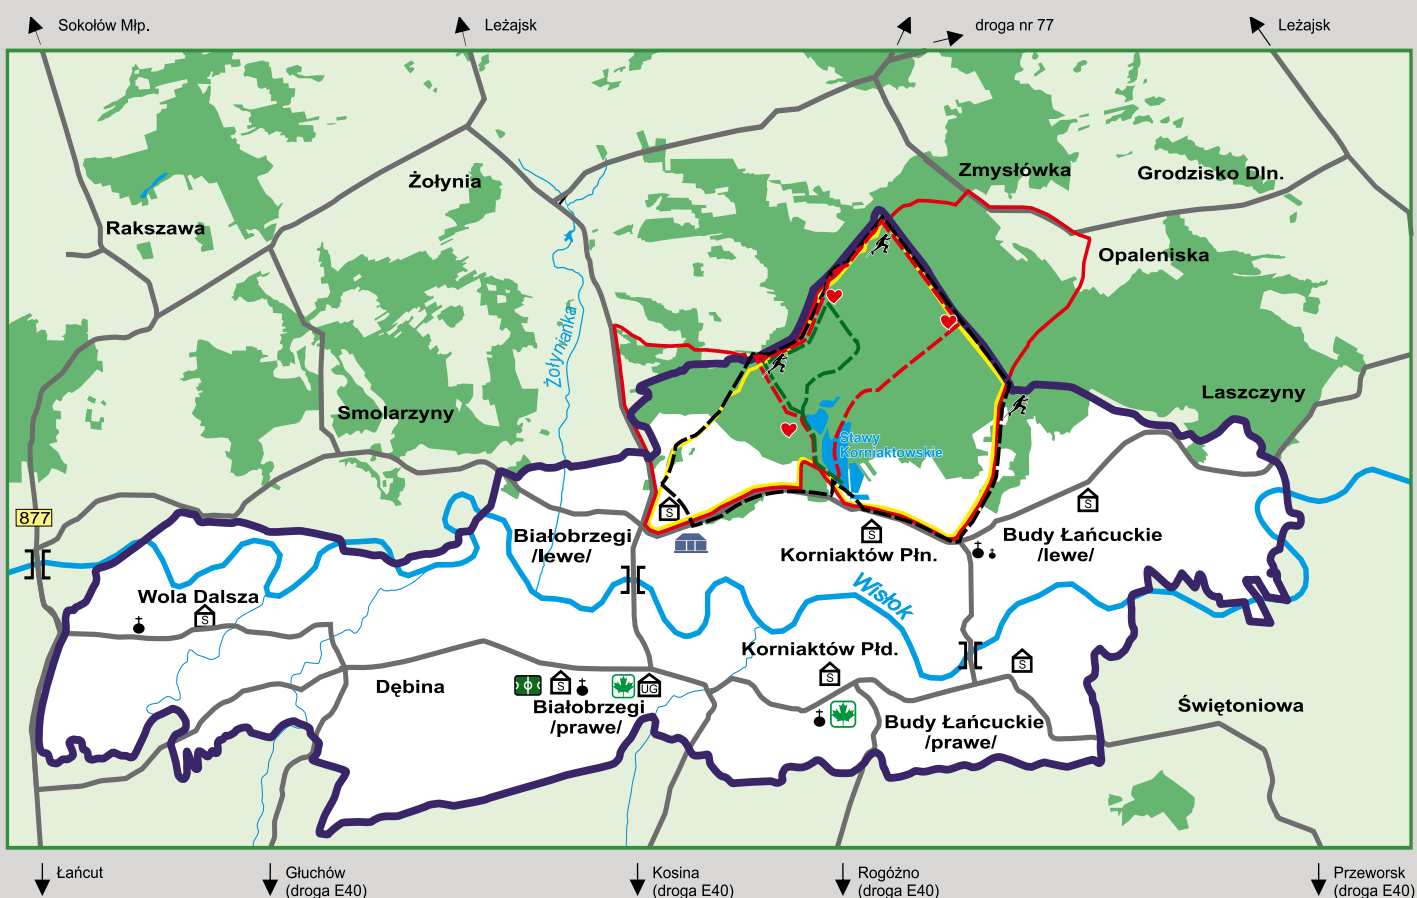 Sokołów Młp.
Leżajsk
droga nr 77
Leżajsk
Żołynia
Zmysłówka
Grodzisko Dln.
Rakszawa
Opaleniska
Żołynianka
Laszczyny
Smolarzyny
Stawy
Korniaktowskie
877
S
S
S
Białobrzegi
/lewe/
Korniaktów Płn.
Budy Łańcuckie
/lewe/
Wola Dalsza
S
Wisłok
Korniaktów Płd.
S
S
Dębina
S
UG
Białobrzegi
/prawe/
Budy Łańcuckie
/prawe/
Świętoniowa
Łańcut
Głuchów
(droga E40)
Kosina
(droga E40)
Rogóżno
(droga E40)
Przeworsk
(droga E40)